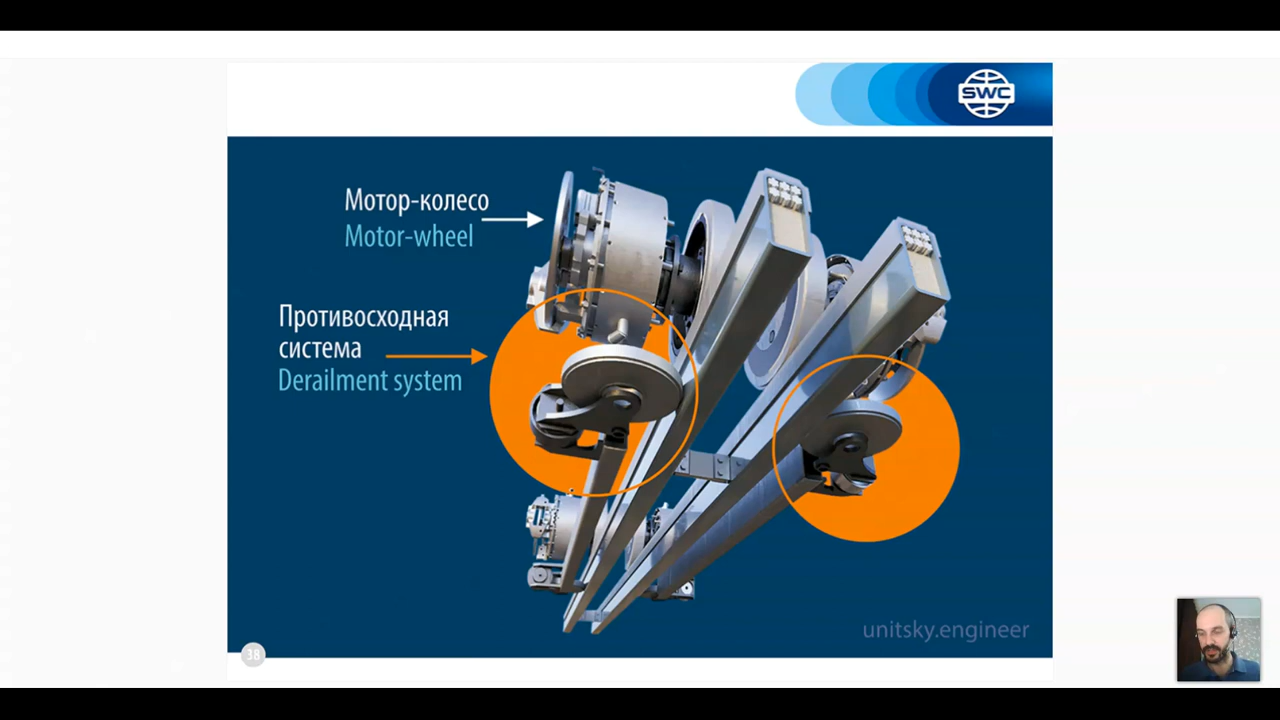 SWC
Мотор-колесо
Motor-wheel
Противосходная
система
Derailment system
unitsky.engineer
38